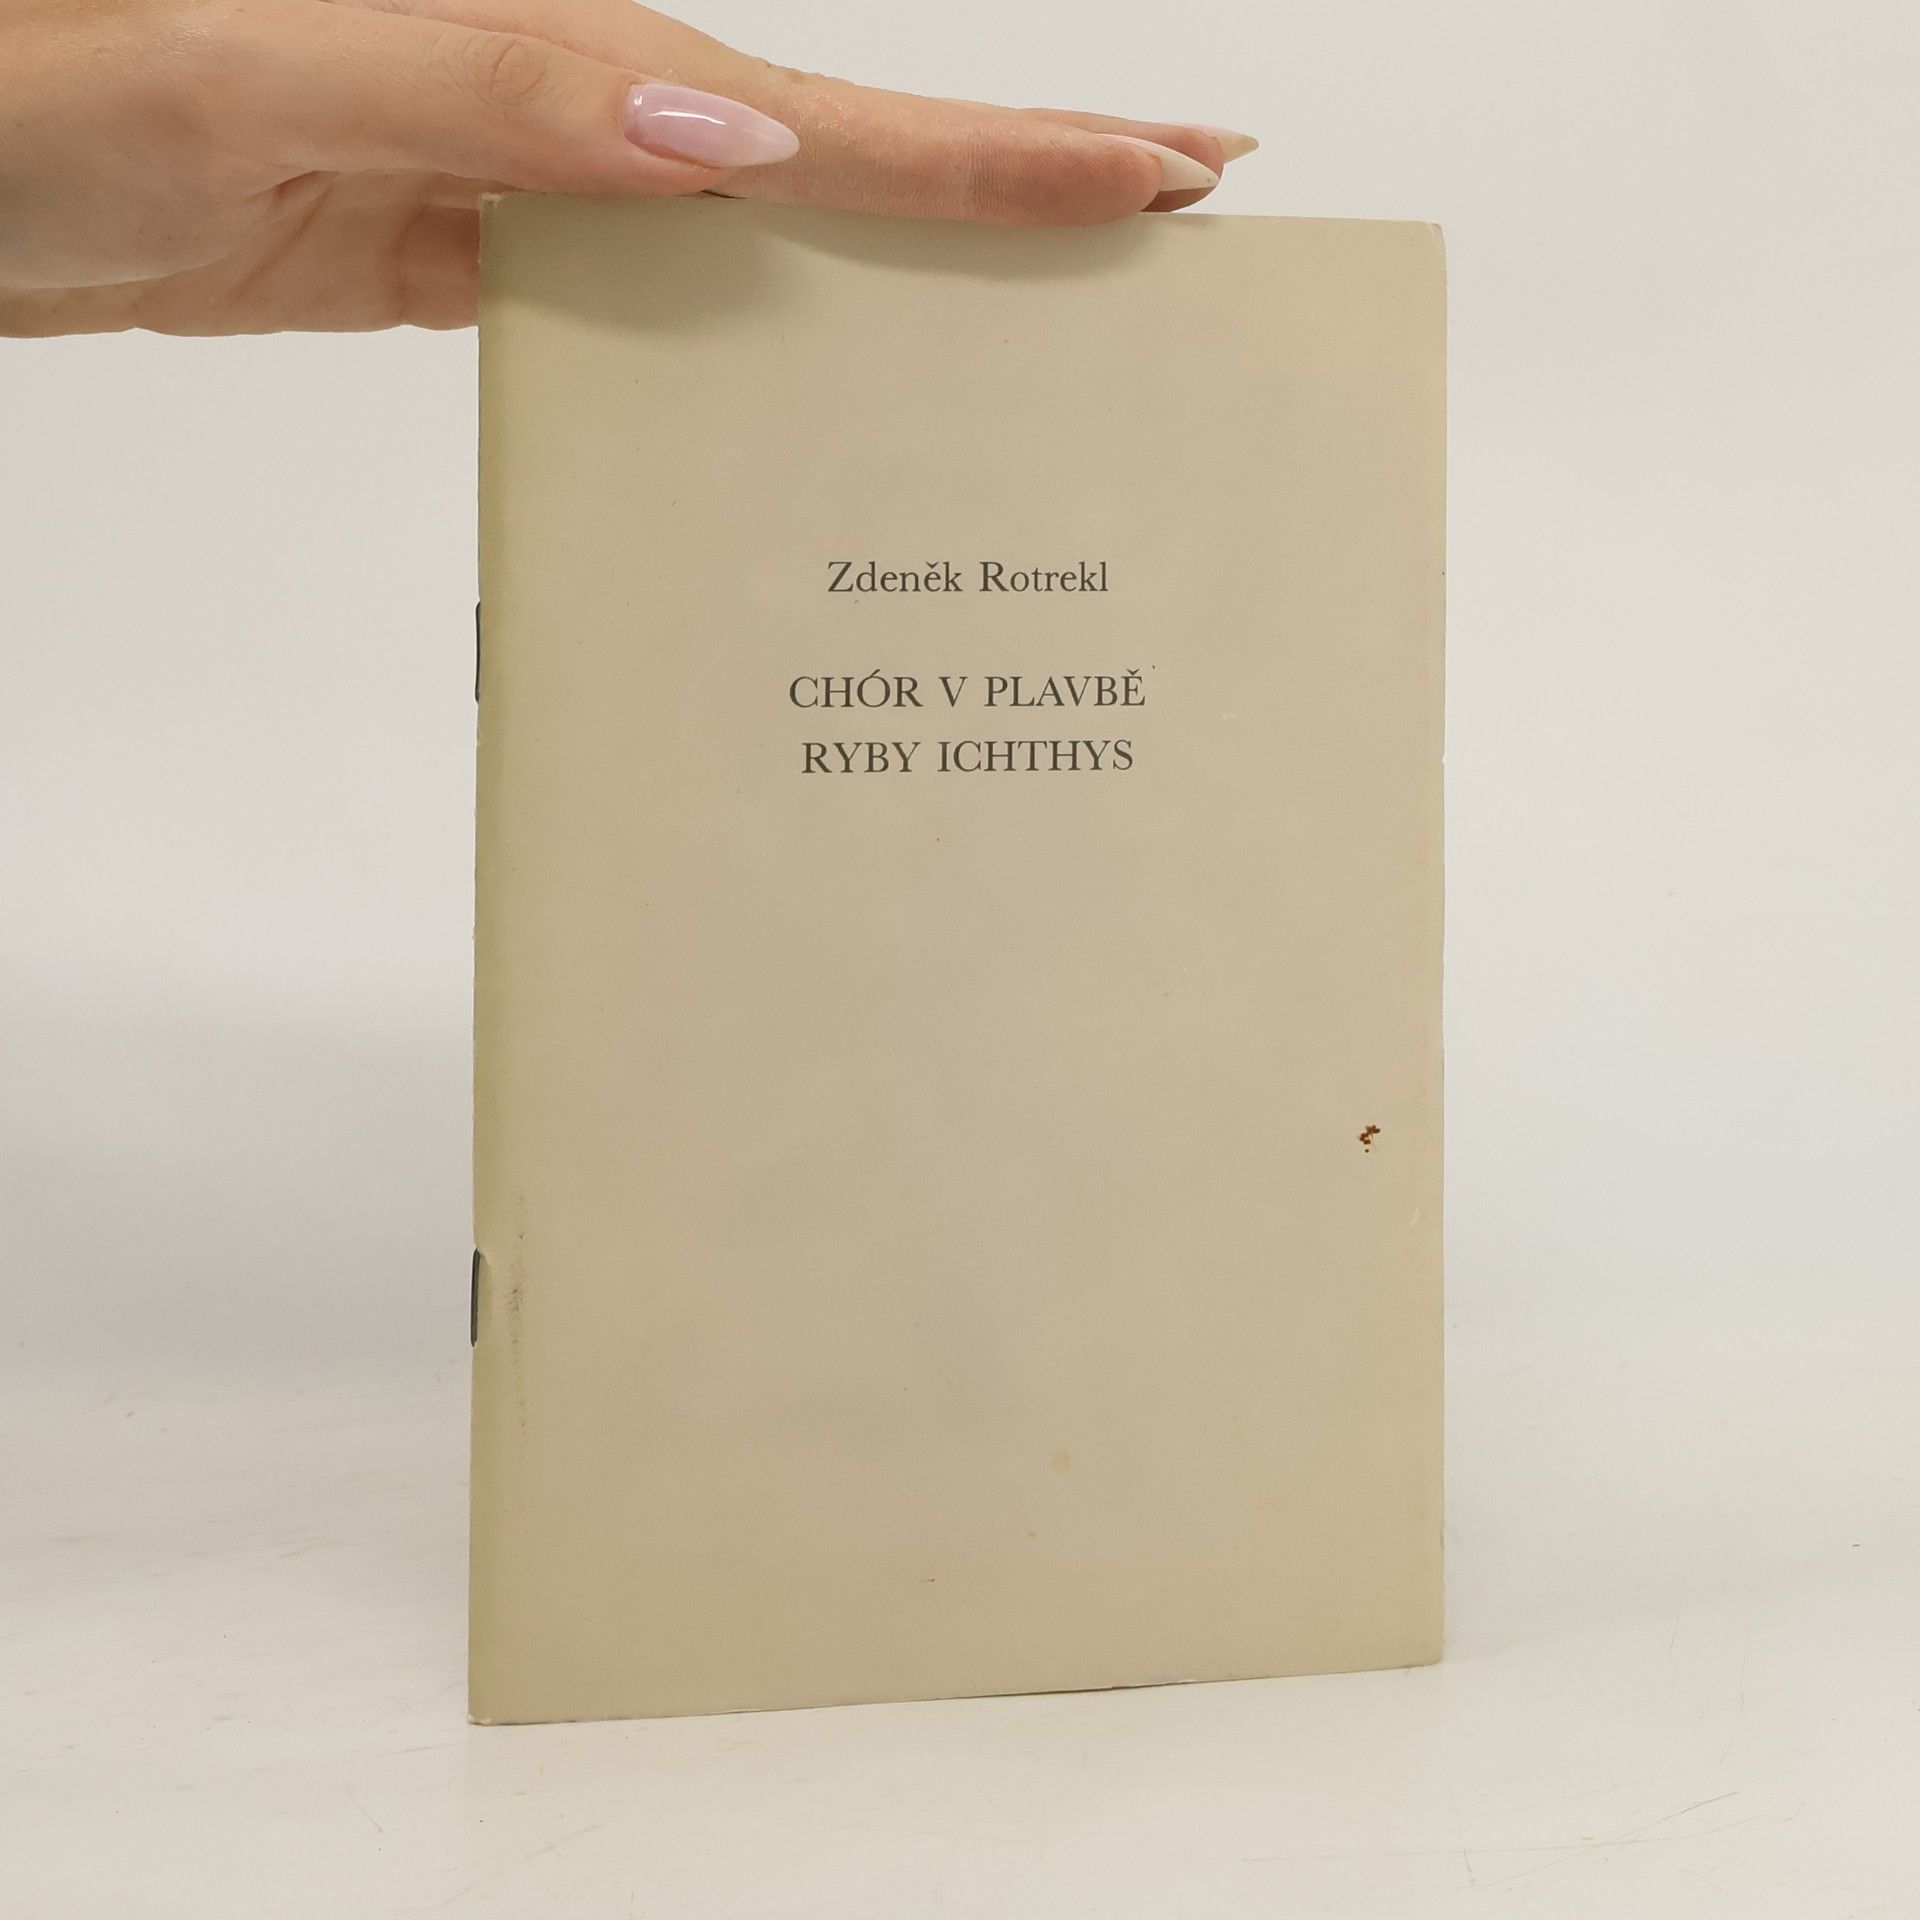 Zdeněk Rotrekl
CHÓR V PLAVBĚ
RYBY ICHTHYS